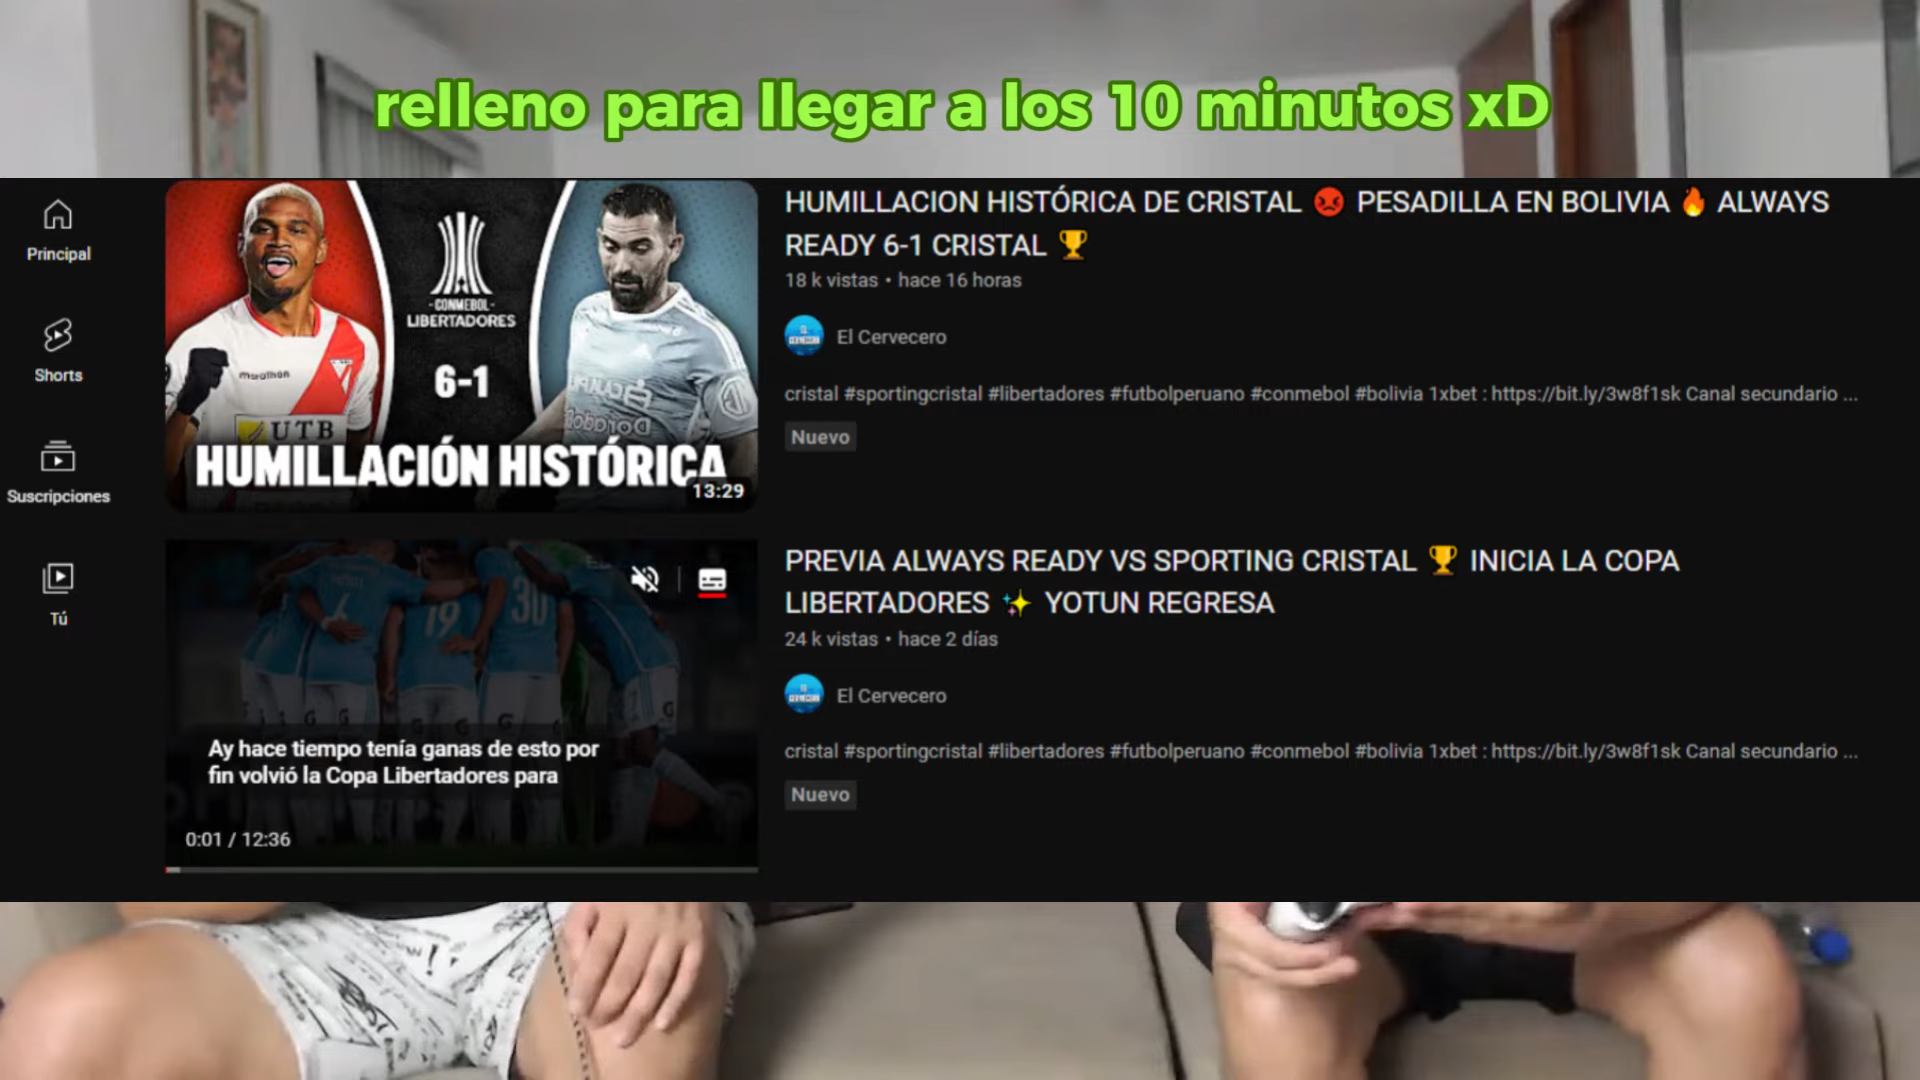 relleno para llegar a los 10 minutos xD
Principal
Shorts
Suscripciones
Tú
marathon
UTB
-CONMEBOL-
LIBERTADORES
6-1
HUMILLACIÓN HISTÓRICA
13:29
HUMILLACION HISTÓRICA DE CRISTAL 😡 PESADILLA EN BOLIVIA 🔥 ALWAYS
READY 6-1 CRISTAL 🏆
18 k vistas • hace 16 horas
El Cervecero
cristal #sportingcristal #libertadores #futbolperuano #conmebol #bolivia 1xbet : https://bit.ly/3w8f1sk Canal secundario ...
Nuevo
19
30
Ay hace tiempo tenía ganas de esto por
fin volvió la Copa Libertadores para
0:01 / 12:36
PREVIA ALWAYS READY VS SPORTING CRISTAL 🏆 INICIA LA COPA
LIBERTADORES ✨ YOTUN REGRESA
24 k vistas • hace 2 días
El Cervecero
cristal #sportingcristal #libertadores #futbolperuano #conmebol #bolivia 1xbet : https://bit.ly/3w8f1sk Canal secundario ...
Nuevo